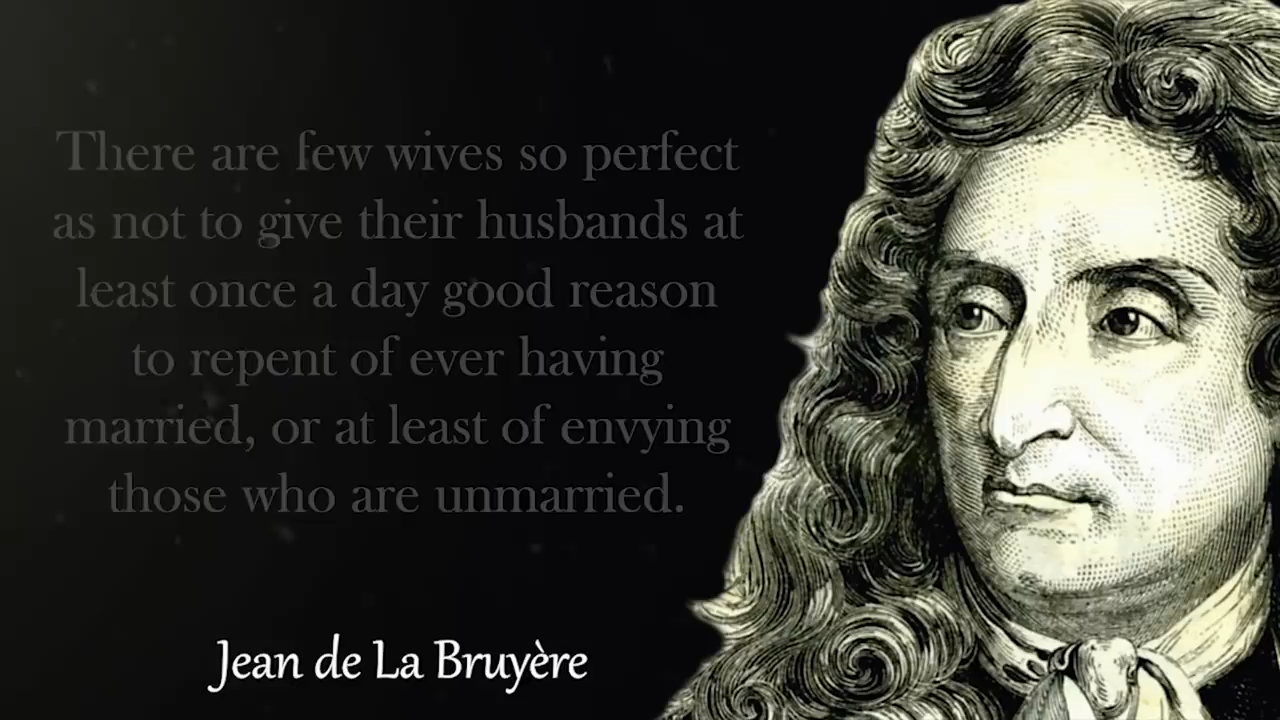 There are few wives so perfect
as not to give their husbands at
least once a day good reason
to repent of ever having
married, or at least of envying
those who are unmarried.
Jean de La Bruyère